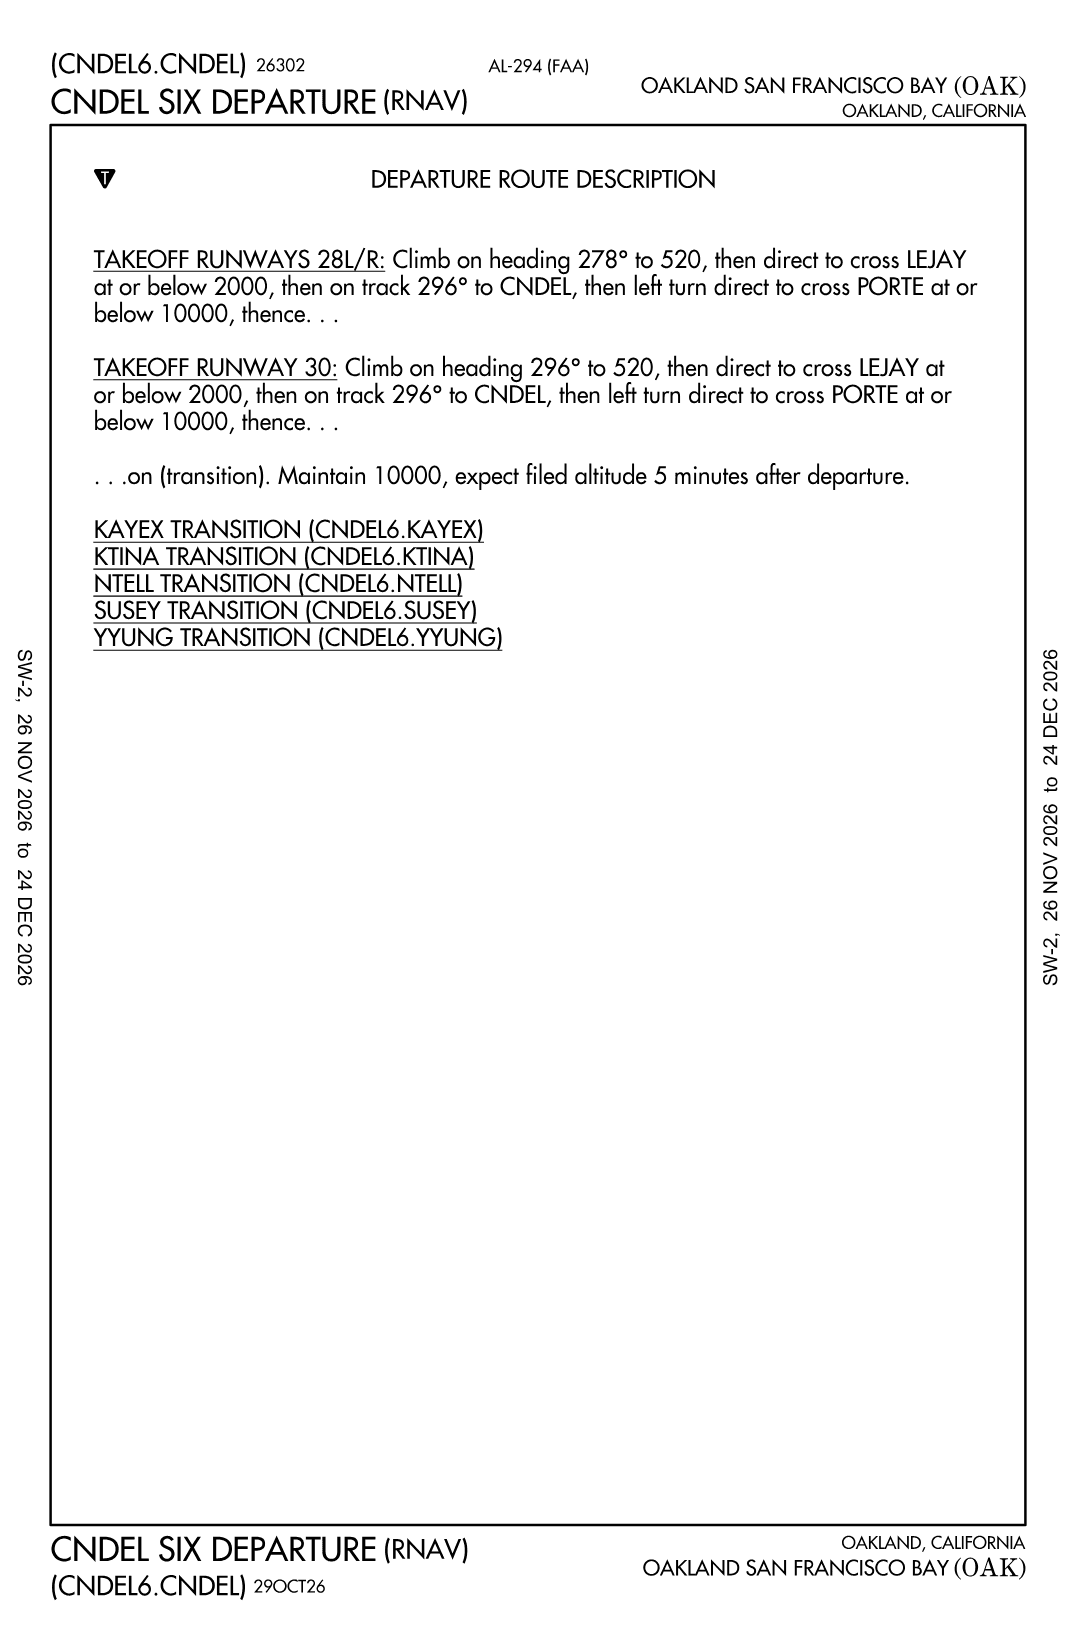 (CNDEL6.CNDEL) 26302
AL-294 (FAA)
CNDEL SIX DEPARTURE (RNAV)
OAKLAND SAN FRANCISCO BAY (OAK)
OAKLAND, CALIFORNIA
T
DEPARTURE ROUTE DESCRIPTION
TAKEOFF RUNWAYS 28L/R: Climb on heading 278° to 520, then direct to cross LEJAY
at or below 2000, then on track 296° to CNDEL, then left turn direct to cross PORTE at or
below 10000, thence. . .
TAKEOFF RUNWAY 30: Climb on heading 296° to 520, then direct to cross LEJAY at
or below 2000, then on track 296° to CNDEL, then left turn direct to cross PORTE at or
below 10000, thence. . .
. . .on (transition). Maintain 10000, expect filed altitude 5 minutes after departure.
KAYEX TRANSITION (CNDEL6.KAYEX)
KTINA TRANSITION (CNDEL6.KTINA)
NTELL TRANSITION (CNDEL6.NTELL)
SUSEY TRANSITION (CNDEL6.SUSEY)
YYUNG TRANSITION (CNDEL6.YYUNG)
SW-2, 26 NOV 2026 to 24 DEC 2026
SW-2, 26 NOV 2026 to 24 DEC 2026
CNDEL SIX DEPARTURE (RNAV)
(CNDEL6.CNDEL) 29OCT26
OAKLAND, CALIFORNIA
OAKLAND SAN FRANCISCO BAY (OAK)